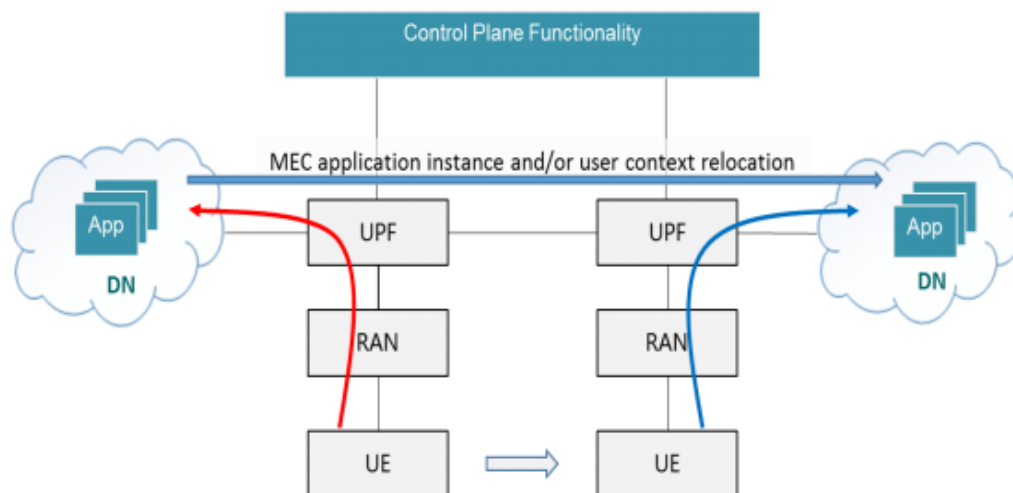 Control Plane Functionality
MEC application instance and/or user context relocation
App
DN
UPF
UPF
App
DN
RAN
RAN
UE
UE